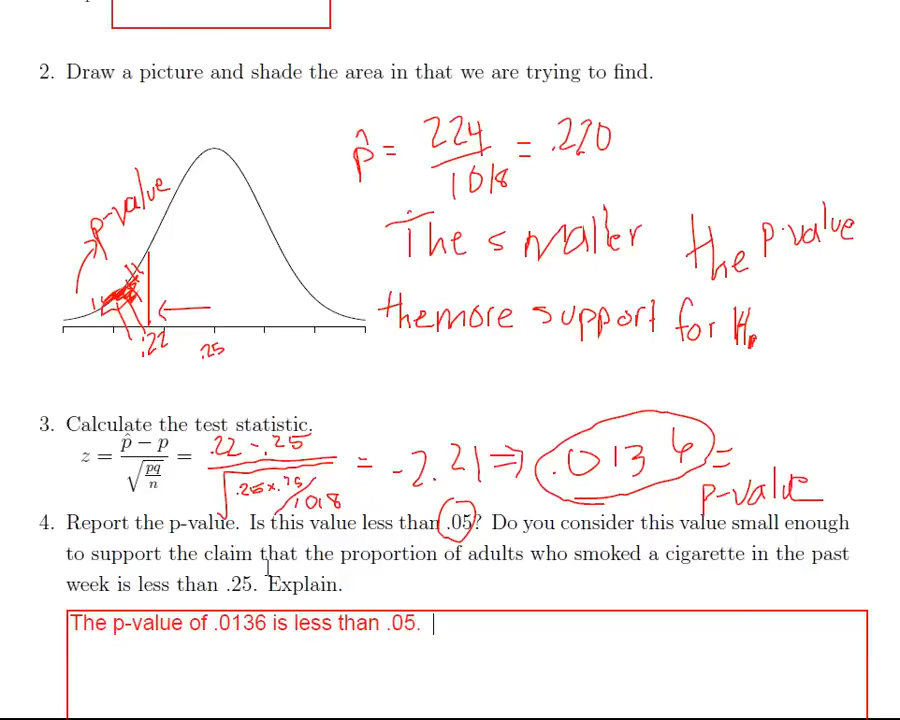 2. Draw a picture and shade the area in that we are trying to find.
p̂ = 224/1018 = .220
p-value
The smaller the p-value
the more support for H₁
.22
.25
3. Calculate the test statistic.
z = (p̂ − p)/√(pq/n) = (.22 - .25)/√(.25 × .75/1018) = -2.21 ⇒ .0136 = p-value
4. Report the p-value. Is this value less than .05? Do you consider this value small enough
to support the claim that the proportion of adults who smoked a cigarette in the past
week is less than .25. Explain.
The p-value of .0136 is less than .05.